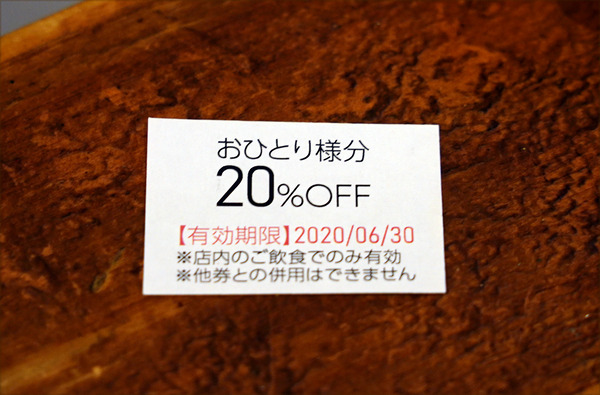 おひとり様分
20%OFF
【有効期限】2020/06/30
※店内のご飲食でのみ有効
※他券との併用はできません